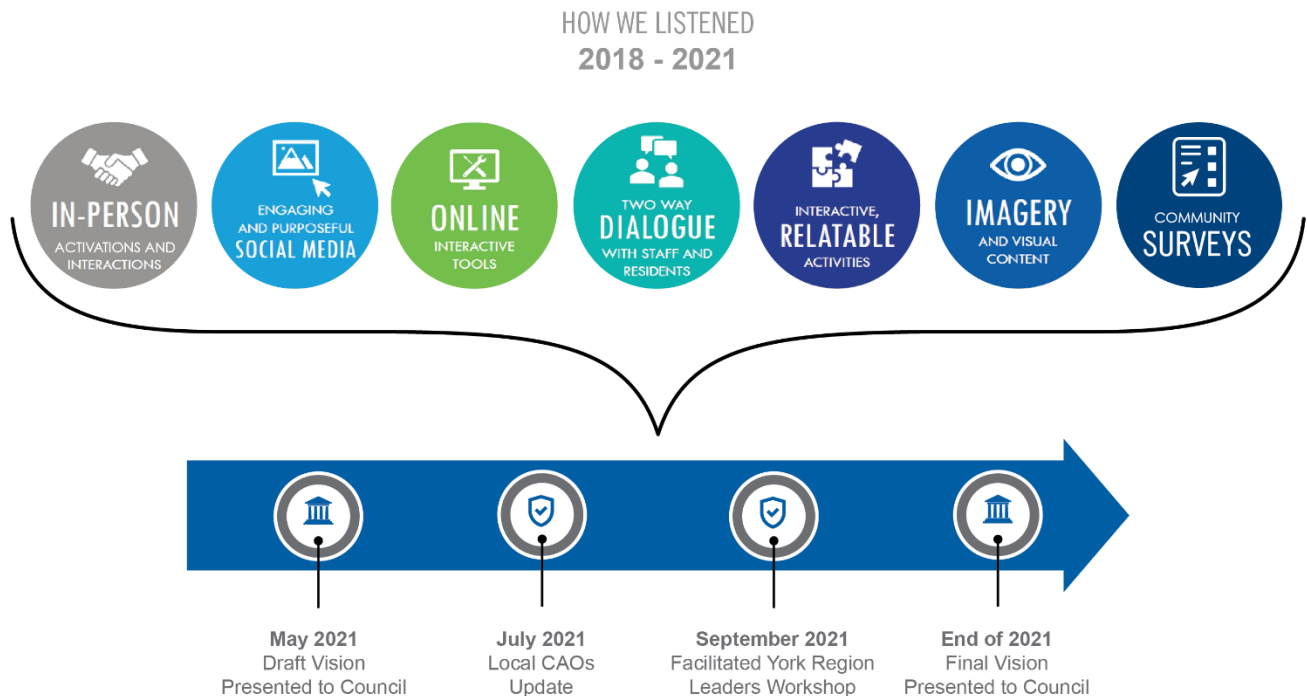 HOW WE LISTENED
2018 - 2021
IN-PERSON
ACTIVATIONS AND
INTERACTIONS
ENGAGING
AND PURPOSEFUL
SOCIAL MEDIA
ONLINE
INTERACTIVE
TOOLS
TWO WAY
DIALOGUE
WITH STAFF AND
RESIDENTS
INTERACTIVE,
RELATABLE
ACTIVITIES
IMAGERY
AND VISUAL
CONTENT
COMMUNITY
SURVEYS
May 2021
Draft Vision
Presented to Council
July 2021
Local CAOs
Update
September 2021
Facilitated York Region
Leaders Workshop
End of 2021
Final Vision
Presented to Council